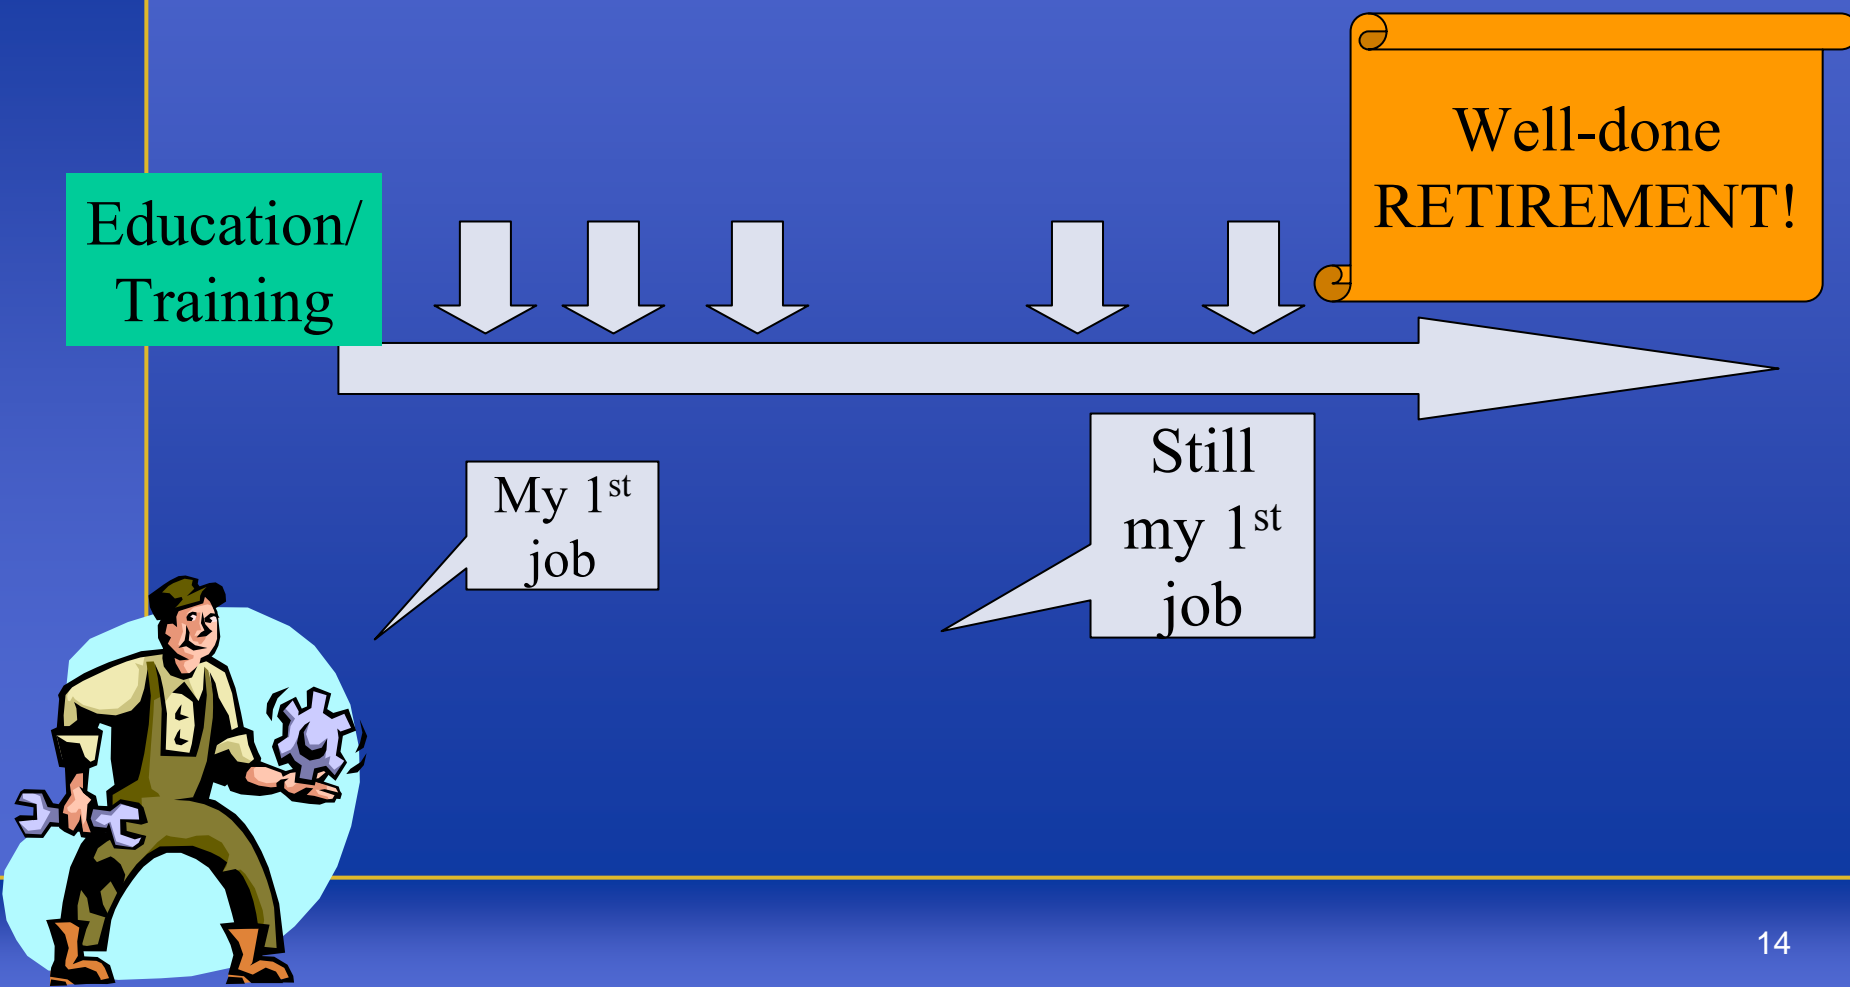 Education/
Training
Well-done
RETIREMENT!
My 1st
job
Still
my 1st
job
14